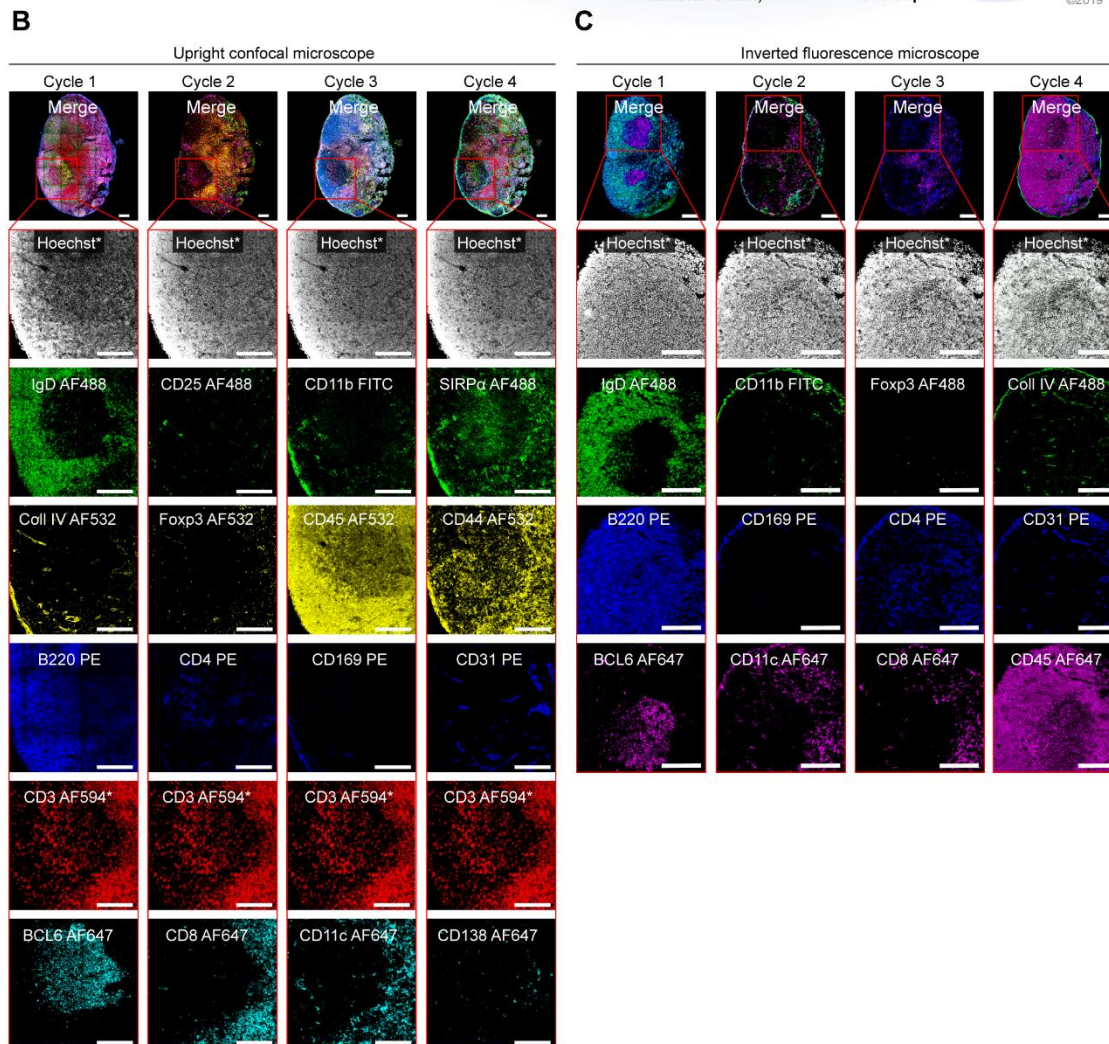 ©2019
B
Upright confocal microscope
Cycle 1 Cycle 2 Cycle 3 Cycle 4
Merge Merge Merge Merge
Hoechst* Hoechst* Hoechst* Hoechst*
IgD AF488 CD25 AF488 CD11b FITC SIRPα AF488
Coll IV AF532 Foxp3 AF532 CD45 AF532 CD44 AF532
B220 PE CD4 PE CD169 PE CD31 PE
CD3 AF594* CD3 AF594* CD3 AF594* CD3 AF594*
BCL6 AF647 CD8 AF647 CD11c AF647 CD138 AF647
C
Inverted fluorescence microscope
Cycle 1 Cycle 2 Cycle 3 Cycle 4
Merge Merge Merge Merge
Hoechst* Hoechst* Hoechst* Hoechst*
IgD AF488 CD11b FITC Foxp3 AF488 Coll IV AF488
B220 PE CD169 PE CD4 PE CD31 PE
BCL6 AF647 CD11c AF647 CD8 AF647 CD45 AF647